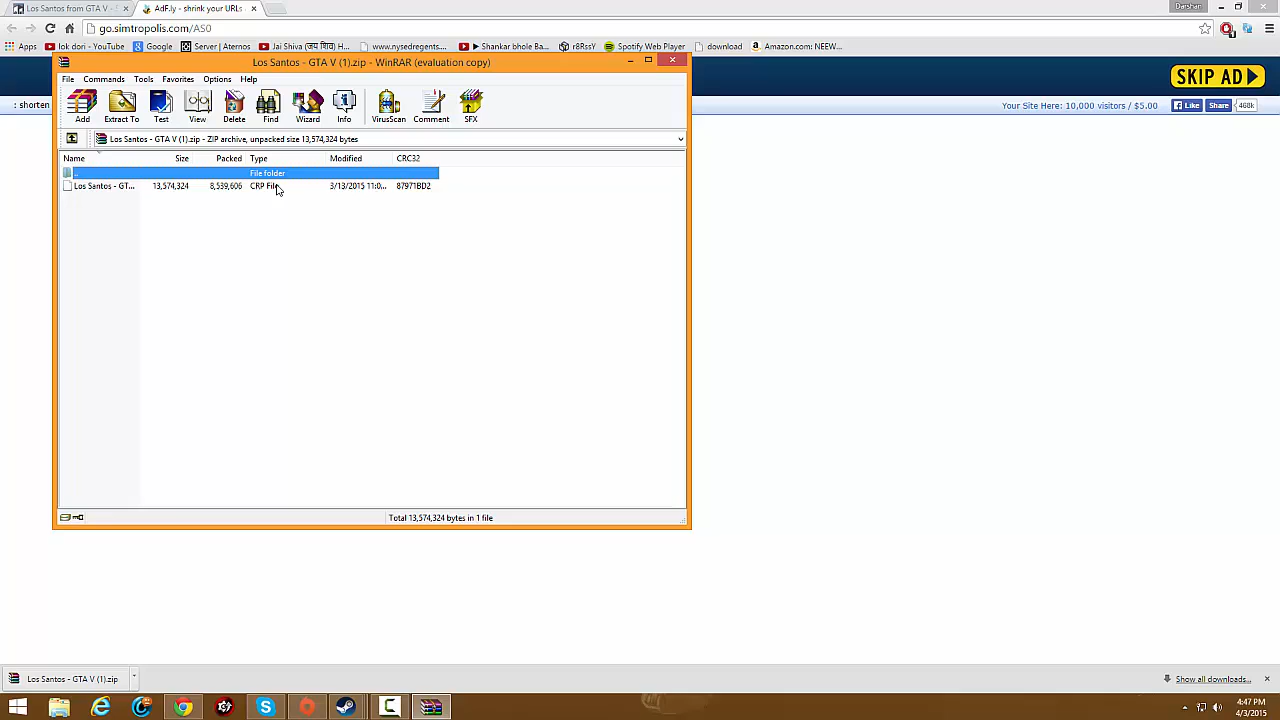 Los Santos from GTA V -
AdF.ly - shrink your URLs
Darshan
go.simtropolis.com/AS0
Apps
lok dori - YouTube
Google
Server | Aternos
Jai Shiva (जय शिव) H...
www.nysedregents....
Shankar bhole Ba...
r8RssY
Spotify Web Player
download
Amazon.com: NEEW...
Los Santos - GTA V (1).zip - WinRAR (evaluation copy)
File Commands Tools Favorites Options Help
SKIP AD
: shorten
Your Site Here: 10,000 visitors / $5.00
Like
Share
468k
Add
Extract To
Test
View
Delete
Find
Wizard
Info
VirusScan
Comment
SFX
Los Santos - GTA V (1).zip - ZIP archive, unpacked size 13,574,324 bytes
Name Size Packed Type Modified CRC32
.. File folder
Los Santos - GT... 13,574,324 8,539,606 CRP File 3/13/2015 11:0... 87971BD2
Total 13,574,324 bytes in 1 file
Los Santos - GTA V (1).zip
Show all downloads...
4:47 PM
4/3/2015